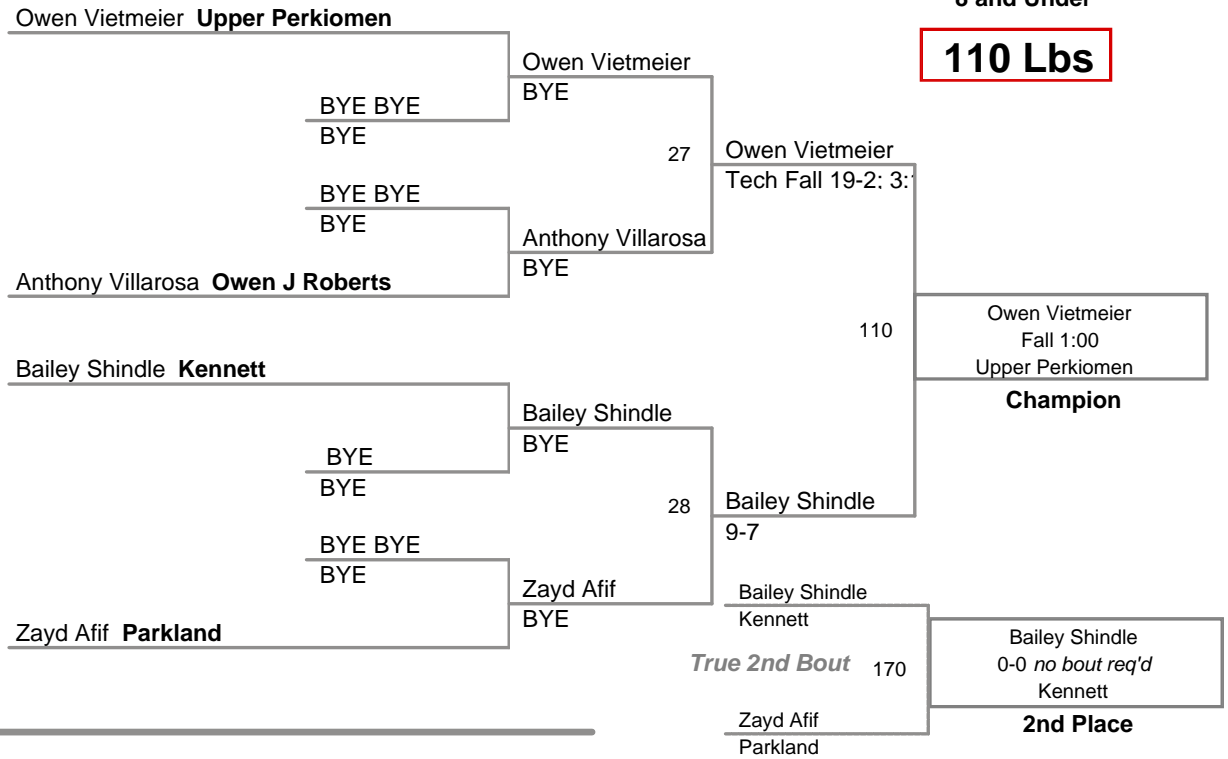 8 and Under
110 Lbs
Owen Vietmeier Upper Perkiomen
Owen Vietmeier
BYE
BYE BYE
BYE
27
Owen Vietmeier
Tech Fall 19-2; 3:
BYE BYE
BYE
Anthony Villarosa
BYE
Anthony Villarosa Owen J Roberts
110
Owen Vietmeier
Fall 1:00
Upper Perkiomen
Champion
Bailey Shindle Kennett
Bailey Shindle
BYE
BYE
BYE
28
Bailey Shindle
9-7
BYE BYE
BYE
Zayd Afif
BYE
Zayd Afif Parkland
Bailey Shindle
Kennett
True 2nd Bout 170
Zayd Afif
Parkland
Bailey Shindle
0-0 no bout req'd
Kennett
2nd Place